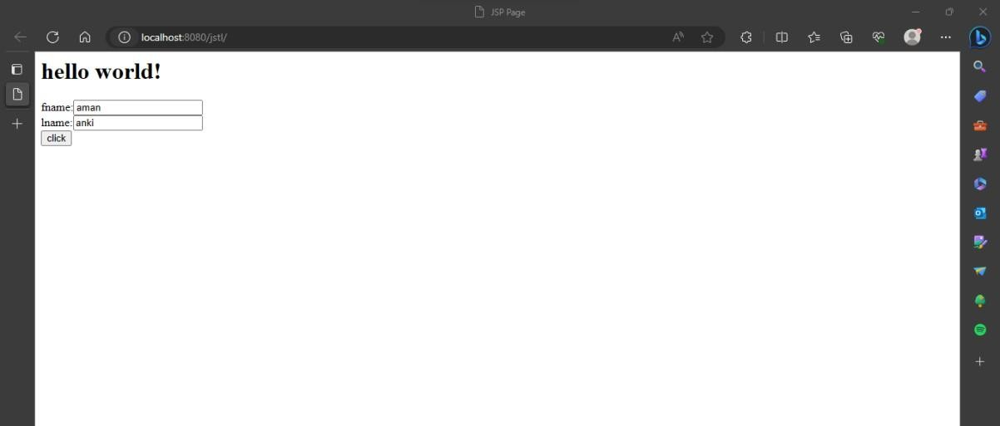 JSP Page
localhost:8080/jstl/
hello world!
fname: aman
lname: anki
click